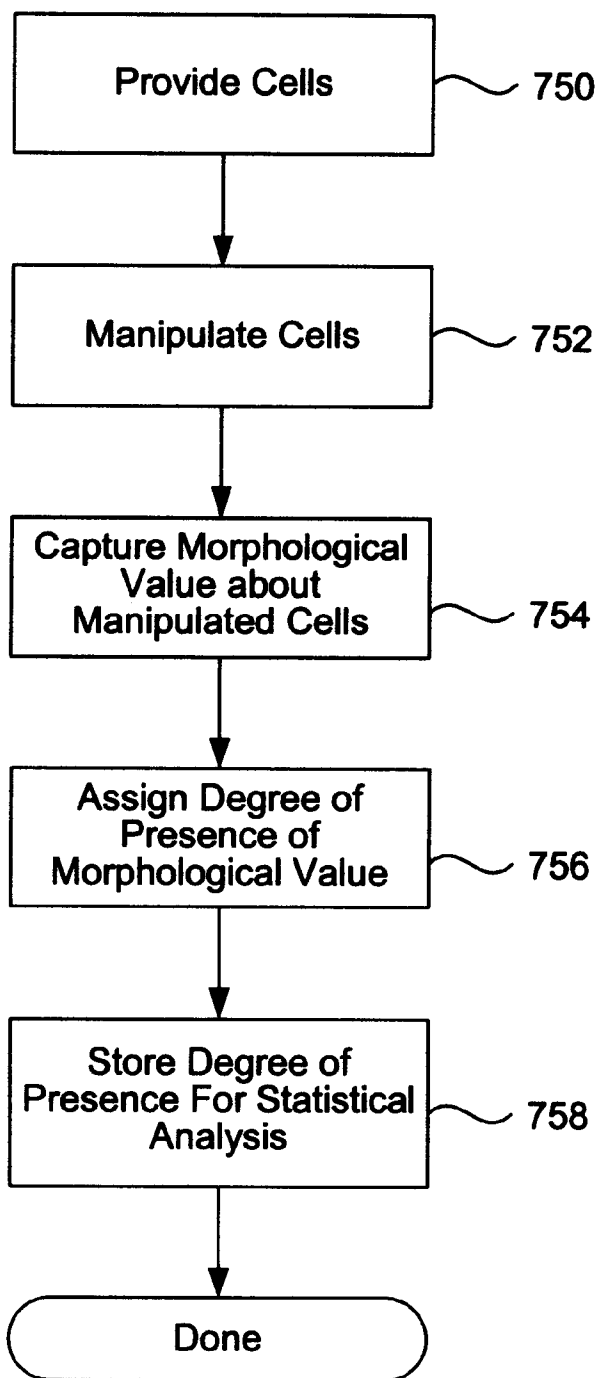 Provide Cells
750
Manipulate Cells
752
Capture Morphological
Value about
Manipulated Cells
754
Assign Degree of
Presence of
Morphological Value
756
Store Degree of
Presence For Statistical
Analysis
758
Done